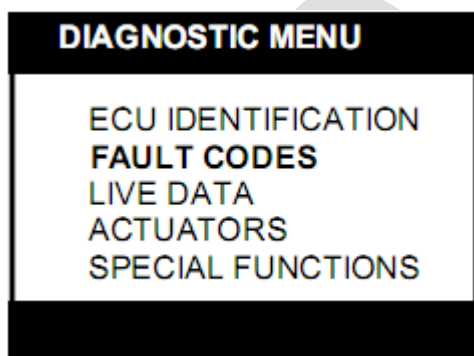 DIAGNOSTIC MENU
ECU IDENTIFICATION
FAULT CODES
LIVE DATA
ACTUATORS
SPECIAL FUNCTIONS